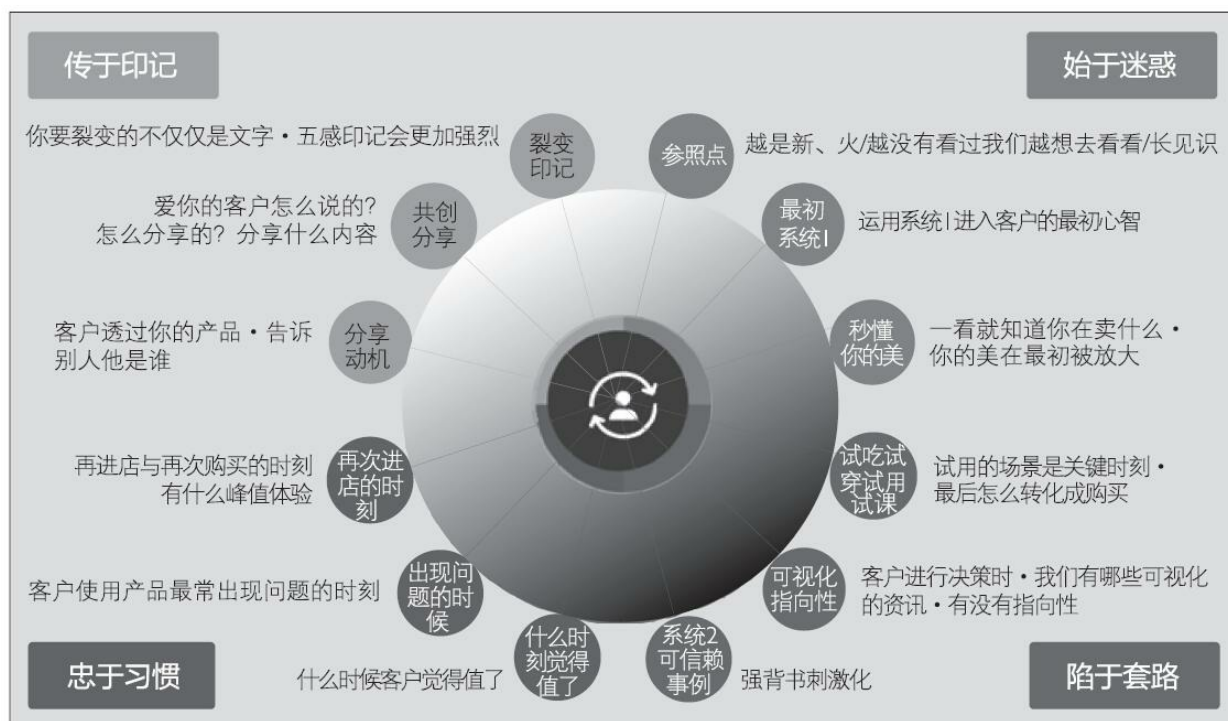 传于印记
始于迷惑
你要裂变的不仅仅是文字·五感印记会更加强烈
裂变
印记
参照点
越是新、火/越没有看过我们越想去看看/长见识
爱你的客户怎么说的?
怎么分享的? 分享什么内容
共创
分享
最初
系统I
运用系统I进入客户的最初心智
客户透过你的产品·告诉
别人他是谁
分享
动机
秒懂
你的美
一看就知道你在卖什么·
你的美在最初被放大
再进店与再次购买的时刻
有什么峰值体验
再次进
店的时
刻
试吃试
穿试用
试课
试用的场景是关键时刻·
最后怎么转化成购买
客户使用产品最常出现问题的时刻
出现问
题的时
候
可视化
指向性
客户进行决策时·我们有哪些可视化
的资讯·有没有指向性
什么时候客户觉得值了
什么时
刻觉得
值了
系统2
可信赖
事例
强背书刺激化
忠于习惯
陷于套路